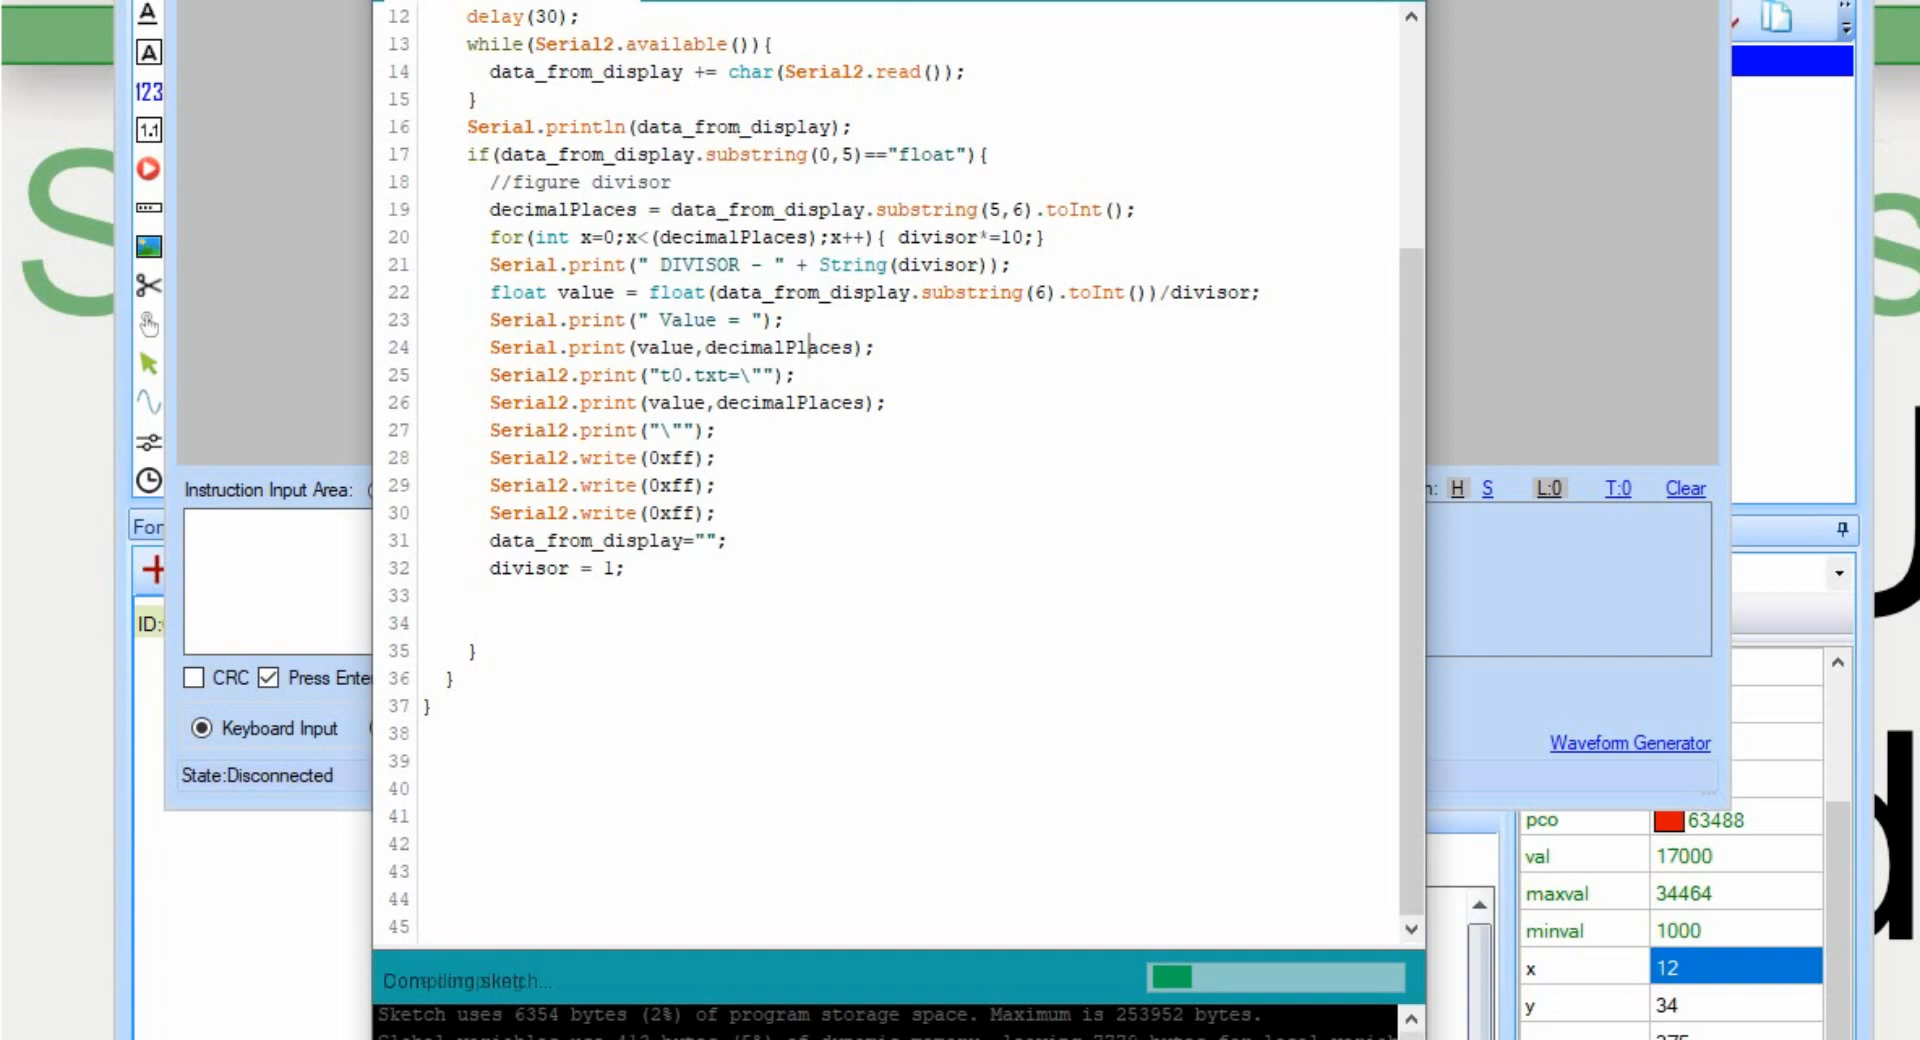 12 delay(30);
13 while(Serial2.available()){
14 data_from_display += char(Serial2.read());
15 }
16 Serial.println(data_from_display);
17 if(data_from_display.substring(0,5)=="float"){
18 //figure divisor
19 decimalPlaces = data_from_display.substring(5,6).toInt();
20 for(int x=0;x<(decimalPlaces);x++){ divisor*=10;}
21 Serial.print(" DIVISOR - " + String(divisor));
22 float value = float(data_from_display.substring(6).toInt())/divisor;
23 Serial.print(" Value = ");
24 Serial.print(value,decimalPlaces);
25 Serial2.print("t0.txt=\"");
26 Serial2.print(value,decimalPlaces);
27 Serial2.print("\"");
28 Serial2.write(0xff);
29 Serial2.write(0xff);
30 Serial2.write(0xff);
31 data_from_display="";
32 divisor = 1;
33
34
35 }
36 }
37 }
38
39
40
41
42
43
44
45
sketch...
Sketch uses 6354 bytes (2%) of program storage space. Maximum is 253952 bytes.
A
A
123
1.1
Instruction Input Area:
For
ID:
CRC Press Enter
Keyboard Input
State:Disconnected
H S L:0 T:0 Clear
Waveform Generator
pco 63488
val 17000
maxval 34464
minval 1000
x 12
y 34
S
s
d